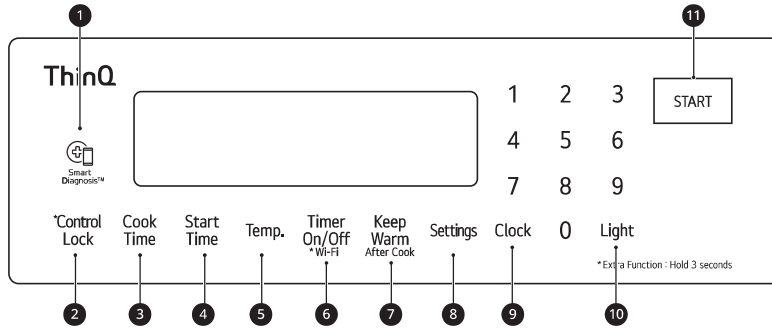 1
11
ThinQ
1 2 3
START
4 5 6
Smart
Diagnosis™
7 8 9
*Control
Lock
Cook
Time
Start
Time
Temp.
Timer
On/Off
*Wi-Fi
Keep
Warm
After Cook
Settings
Clock
0
Light
*Extra Function : Hold 3 seconds
2
3
4
5
6
7
8
9
10